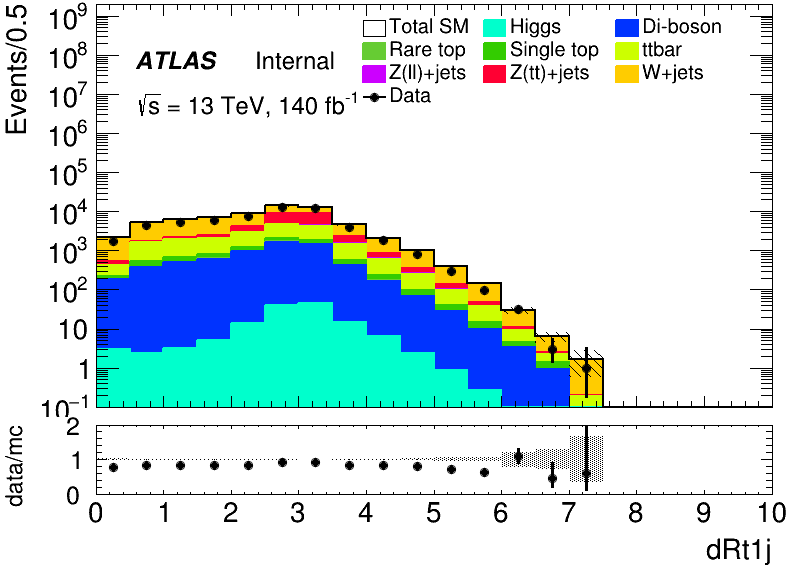 Events/0.5
10⁹
10⁸
10⁷
10⁶
10⁵
10⁴
10³
10²
10
1
10⁻¹
ATLAS Internal
√s = 13 TeV, 140 fb⁻¹
Total SM Higgs Di-boson
Rare top Single top ttbar
Z(ll)+jets Z(tt)+jets W+jets
Data
data/mc
2
1
0
0 1 2 3 4 5 6 7 8 9 10
dRt1j